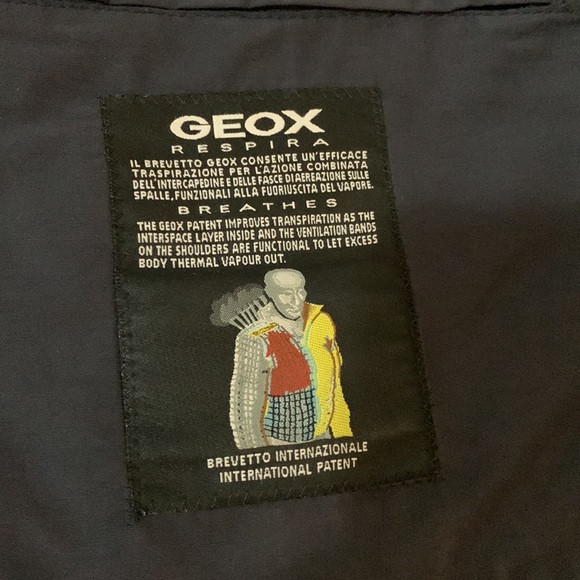 GEOX
RESPIRA
IL BREVETTO GEOX CONSENTE UN'EFFICACE
TRASPIRAZIONE PER L'AZIONE COMBINATA
DELL'INTERCAPEDINE E DELLE FASCE DI AEREAZIONE SULLE
SPALLE, FUNZIONALI ALLA FUORIUSCITA DEL VAPORE.
BREATHES
THE GEOX PATENT IMPROVES TRANSPIRATION AS THE
INTERSPACE LAYER INSIDE AND THE VENTILATION BANDS
ON THE SHOULDERS ARE FUNCTIONAL TO LET EXCESS
BODY THERMAL VAPOUR OUT.
BREVETTO INTERNAZIONALE
INTERNATIONAL PATENT